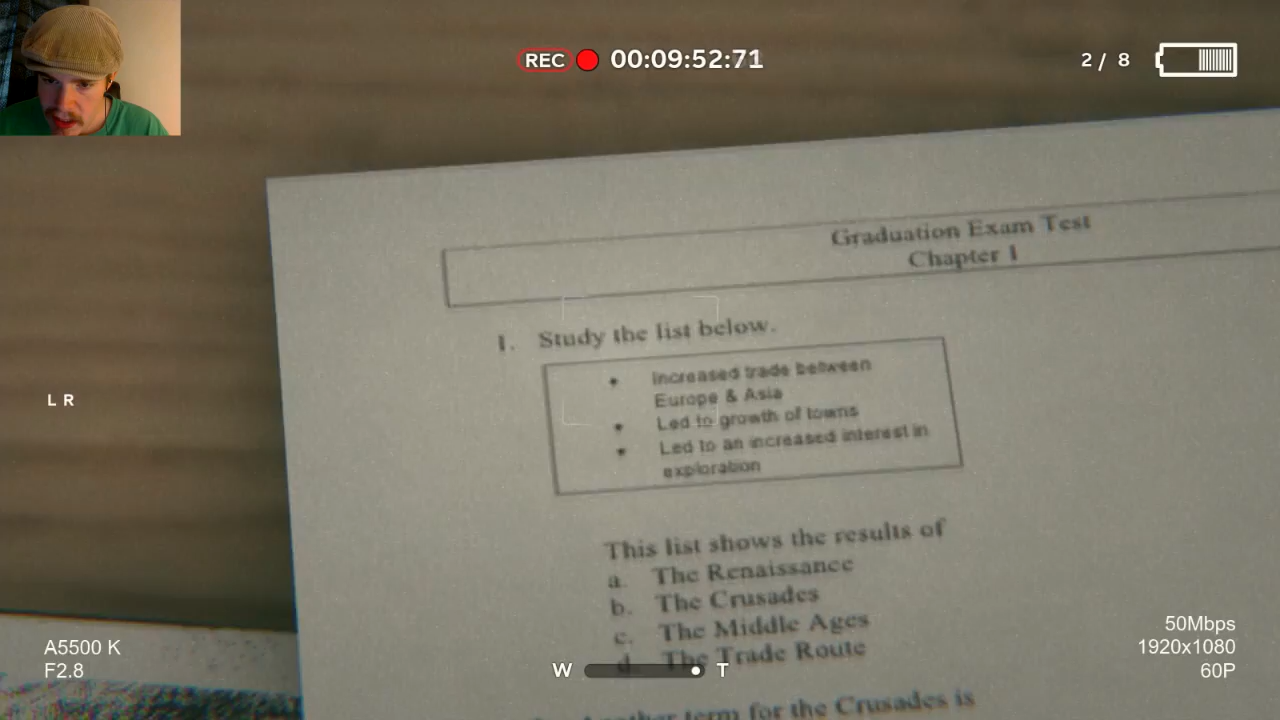 REC 00:09:52:71
2 / 8
Graduation Exam Test
Chapter 1
1. Study the list below.
• Increased trade between
Europe & Asia
• Led to growth of towns
• Led to an increased interest in
exploration
L R
This list shows the results of
a. The Renaissance
b. The Crusades
c. The Middle Ages
d. The Trade Route
another term for the Crusades is
A5500 K
F2.8
W T
50Mbps
1920x1080
60P